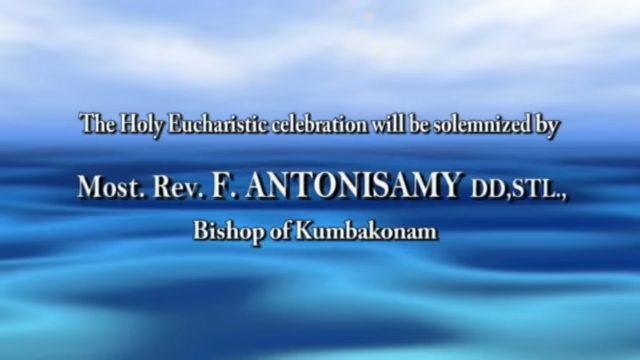 The Holy Eucharistic celebration will be solemnized by
Most. Rev. F. ANTONISAMY DD,STL.,
Bishop of Kumbakonam